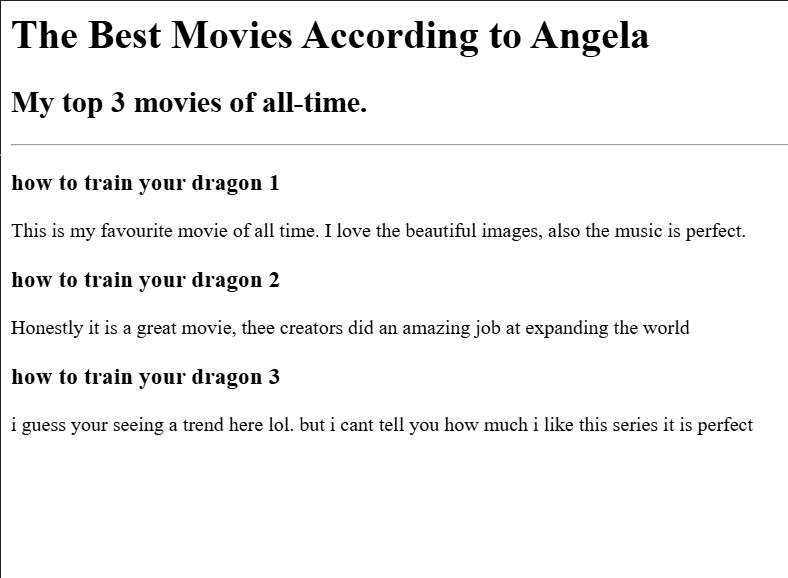 The Best Movies According to Angela
My top 3 movies of all-time.
how to train your dragon 1
This is my favourite movie of all time. I love the beautiful images, also the music is perfect.
how to train your dragon 2
Honestly it is a great movie, thee creators did an amazing job at expanding the world
how to train your dragon 3
i guess your seeing a trend here lol. but i cant tell you how much i like this series it is perfect